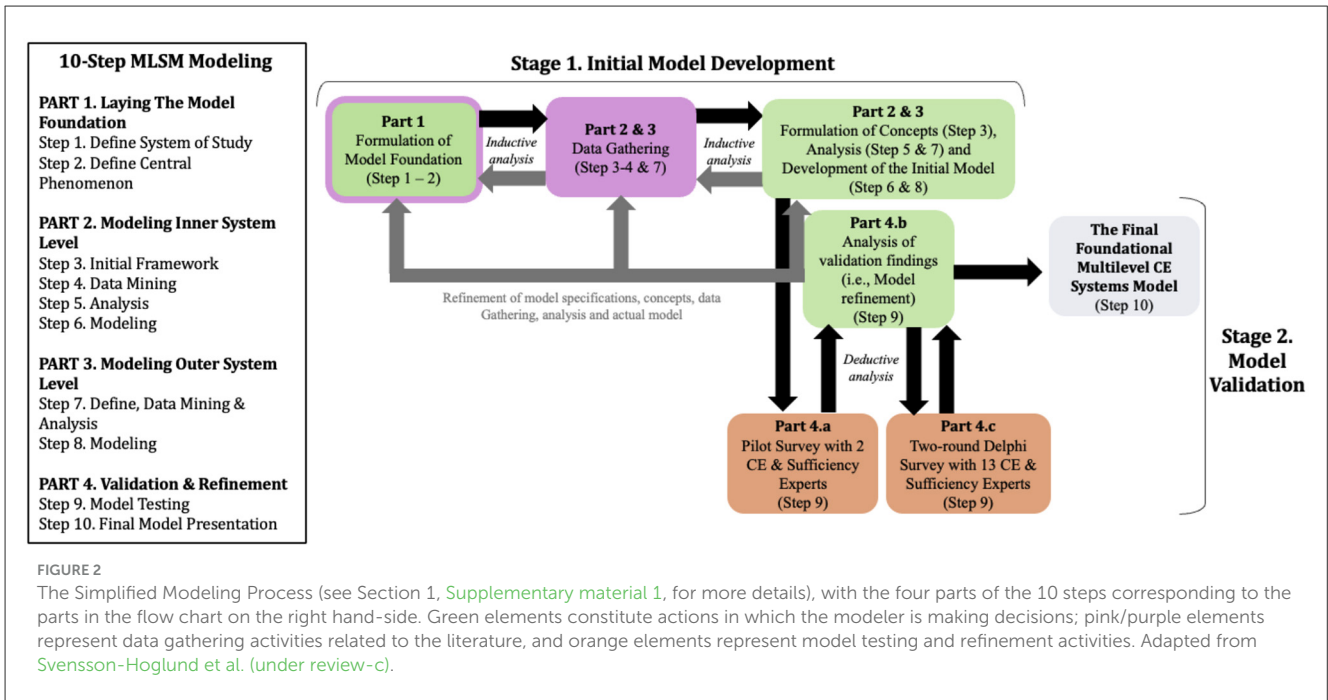 10-Step MLSM Modeling
PART 1. Laying The Model
Foundation
Step 1. Define System of Study
Step 2. Define Central
Phenomenon
PART 2. Modeling Inner System
Level
Step 3. Initial Framework
Step 4. Data Mining
Step 5. Analysis
Step 6. Modeling
PART 3. Modeling Outer System
Level
Step 7. Define, Data Mining &
Analysis
Step 8. Modeling
PART 4. Validation & Refinement
Step 9. Model Testing
Step 10. Final Model Presentation
Stage 1. Initial Model Development
Part 1
Formulation of
Model Foundation
(Step 1 – 2)
Inductive
analysis
Part 2 & 3
Data Gathering
(Step 3-4 & 7)
Inductive
analysis
Part 2 & 3
Formulation of Concepts (Step 3),
Analysis (Step 5 & 7) and
Development of the Initial Model
(Step 6 & 8)
Refinement of model specifications, concepts, data
Gathering, analysis and actual model
Part 4.b
Analysis of
validation findings
(i.e., Model
refinement)
(Step 9)
The Final
Foundational
Multilevel CE
Systems Model
(Step 10)
Stage 2.
Model
Validation
Deductive
analysis
Part 4.a
Pilot Survey with 2
CE & Sufficiency
Experts
(Step 9)
Part 4.c
Two-round Delphi
Survey with 13 CE &
Sufficiency Experts
(Step 9)
FIGURE 2
The Simplified Modeling Process (see Section 1, Supplementary material 1, for more details), with the four parts of the 10 steps corresponding to the
parts in the flow chart on the right hand-side. Green elements constitute actions in which the modeler is making decisions; pink/purple elements
represent data gathering activities related to the literature, and orange elements represent model testing and refinement activities. Adapted from
Svensson-Hoglund et al. (under review-c).